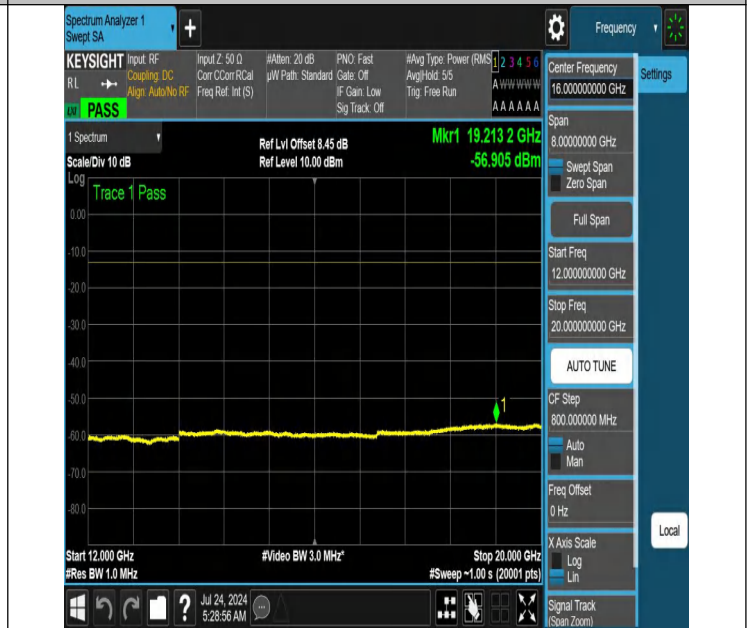 Spectrum Analyzer 1
Swept SA
+
Frequency
KEYSIGHT
RL
PASS
Input: RF
Coupling: DC
Align: Auto/No RF
Input Z: 50 Ω
Corr CCorr RCal
Freq Ref: Int (S)
#Atten: 20 dB
µW Path: Standard
PNO: Fast
Gate: Off
IF Gain: Low
Sig Track: Off
#Avg Type: Power (RMS
Avg|Hold: 5/5
Trig: Free Run
1 2 3 4 5 6
A W W W W W
A A A A A A
1 Spectrum
Scale/Div 10 dB
Ref Lvl Offset 8.45 dB
Ref Level 10.00 dBm
Mkr1 19.213 2 GHz
-56.905 dBm
Log
Trace 1 Pass
0.00
-10.0
-20.0
-30.0
-40.0
-50.0
-60.0
-70.0
-80.0
1
Start 12.000 GHz
#Res BW 1.0 MHz
#Video BW 3.0 MHz*
Stop 20.000 GHz
#Sweep ~1.00 s (20001 pts)
?
Jul 24, 2024
5:28:56 AM
Center Frequency
16.00000000 GHz
Settings
Span
8.00000000 GHz
Swept Span
Zero Span
Full Span
Start Freq
12.000000000 GHz
Stop Freq
20.000000000 GHz
AUTO TUNE
CF Step
800.000000 MHz
Auto
Man
Freq Offset
0 Hz
X Axis Scale
Log
Lin
Local
Signal Track
(Span Zoom)